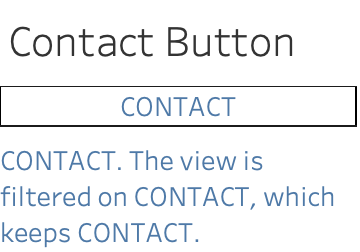 Contact Button
CONTACT
CONTACT. The view is
filtered on CONTACT, which
keeps CONTACT.